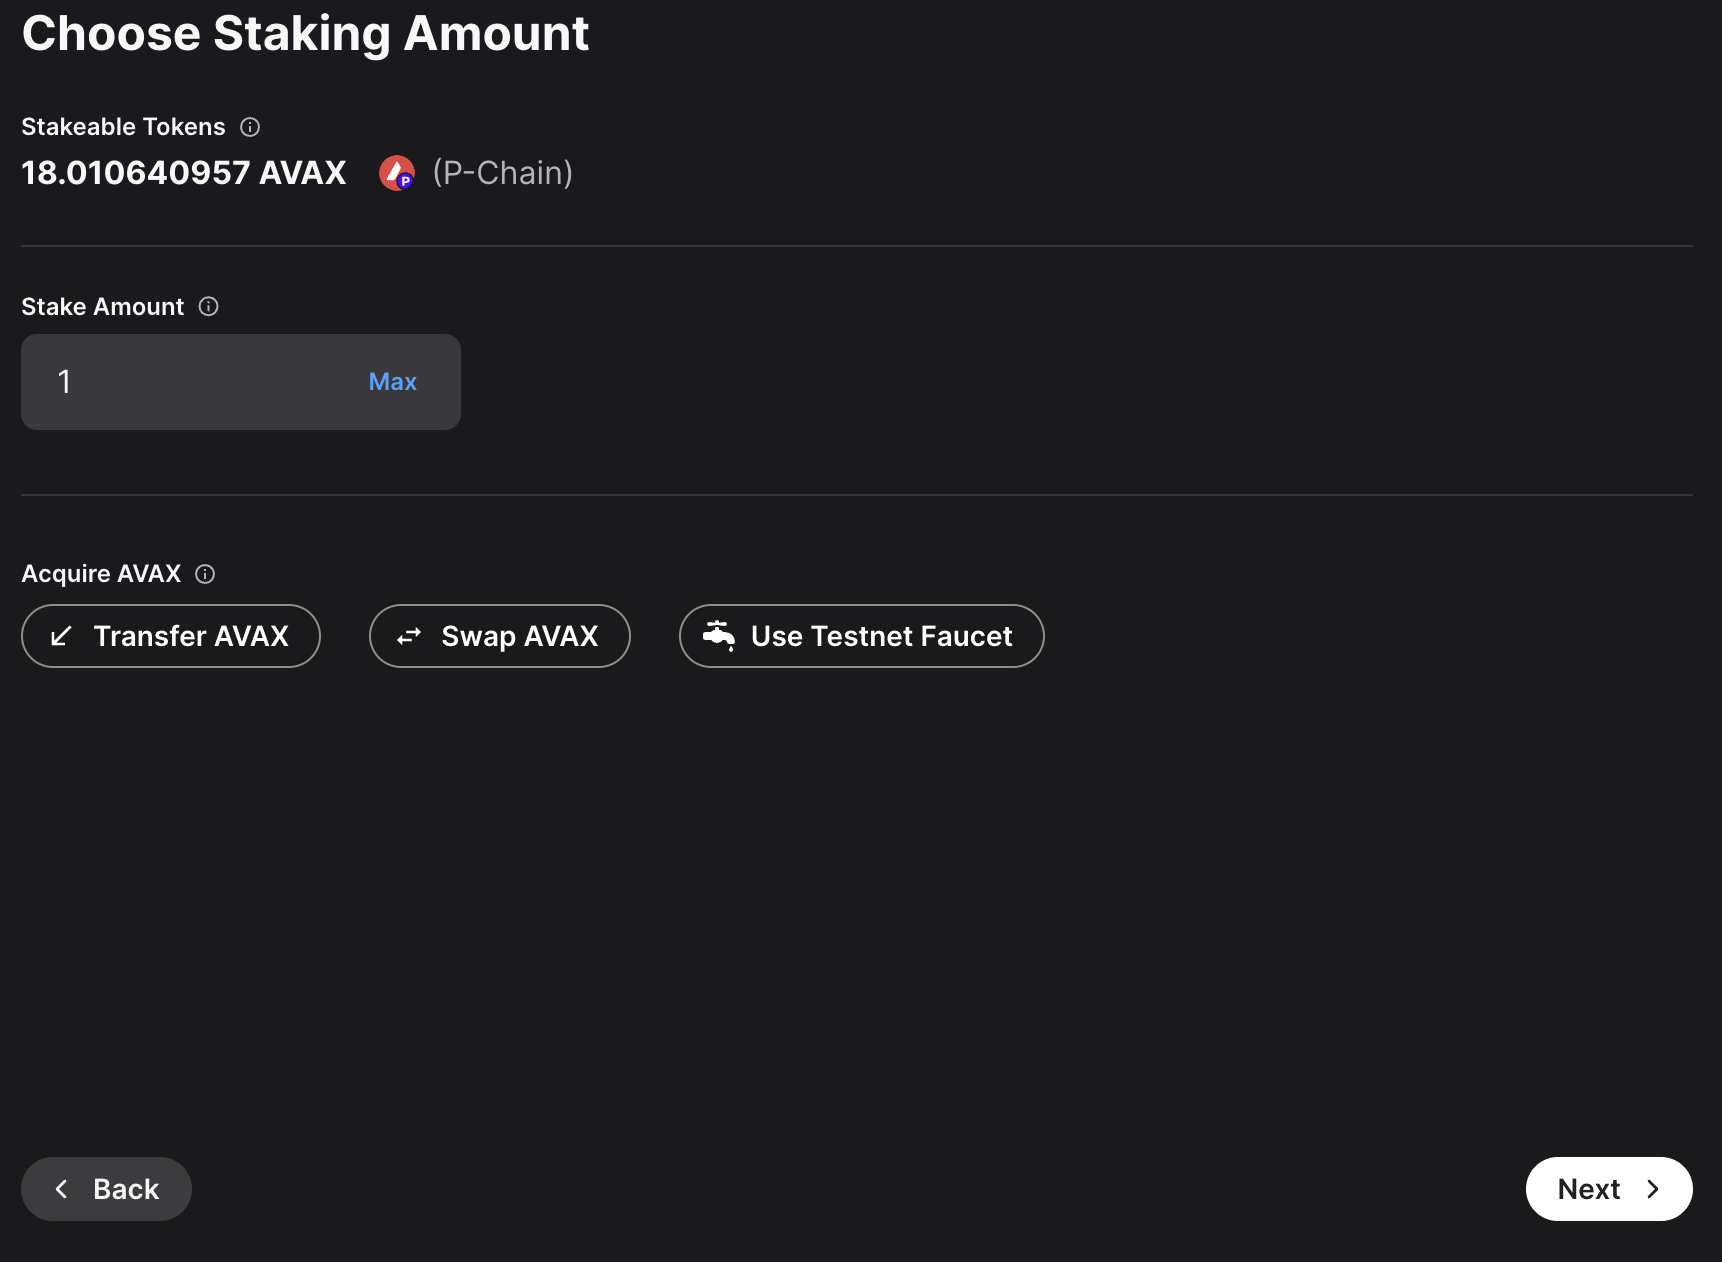 Choose Staking Amount
Stakeable Tokens
18.010640957 AVAX P (P-Chain)
Stake Amount
1 Max
Acquire AVAX
Transfer AVAX Swap AVAX Use Testnet Faucet
Back Next